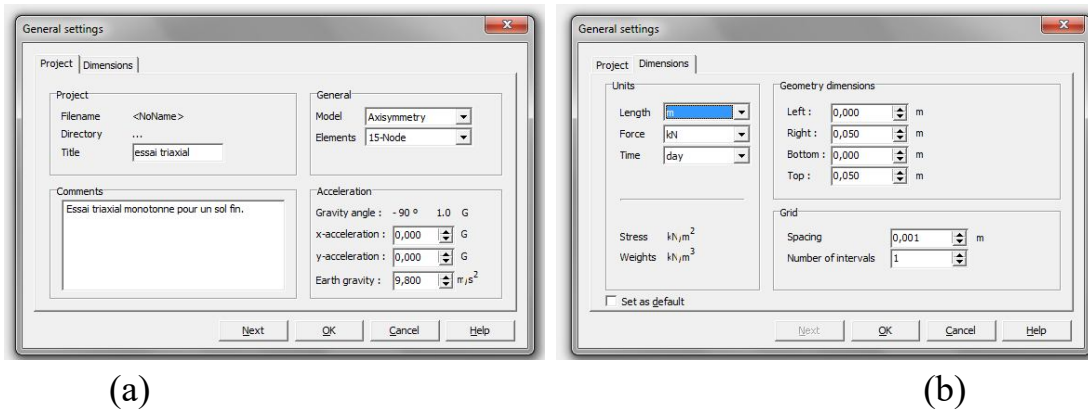 General settings
Project Dimensions
Project
Filename <NoName>
Directory ...
Title essai triaxial
General
Model Axisymmetry
Elements 15-Node
Comments
Essai triaxial monotonne pour un sol fin.
Acceleration
Gravity angle : - 90 º 1.0 G
x-acceleration : 0,000 G
y-acceleration : 0,000 G
Earth gravity : 9,800 m/s²
Next OK Cancel Help
(a)
General settings
Project Dimensions
Units
Length m
Force kN
Time day
Stress kN/m²
Weights kN/m³
Geometry dimensions
Left : 0,000 m
Right : 0,050 m
Bottom : 0,000 m
Top : 0,050 m
Grid
Spacing 0,001 m
Number of intervals 1
Set as default
Next OK Cancel Help
(b)